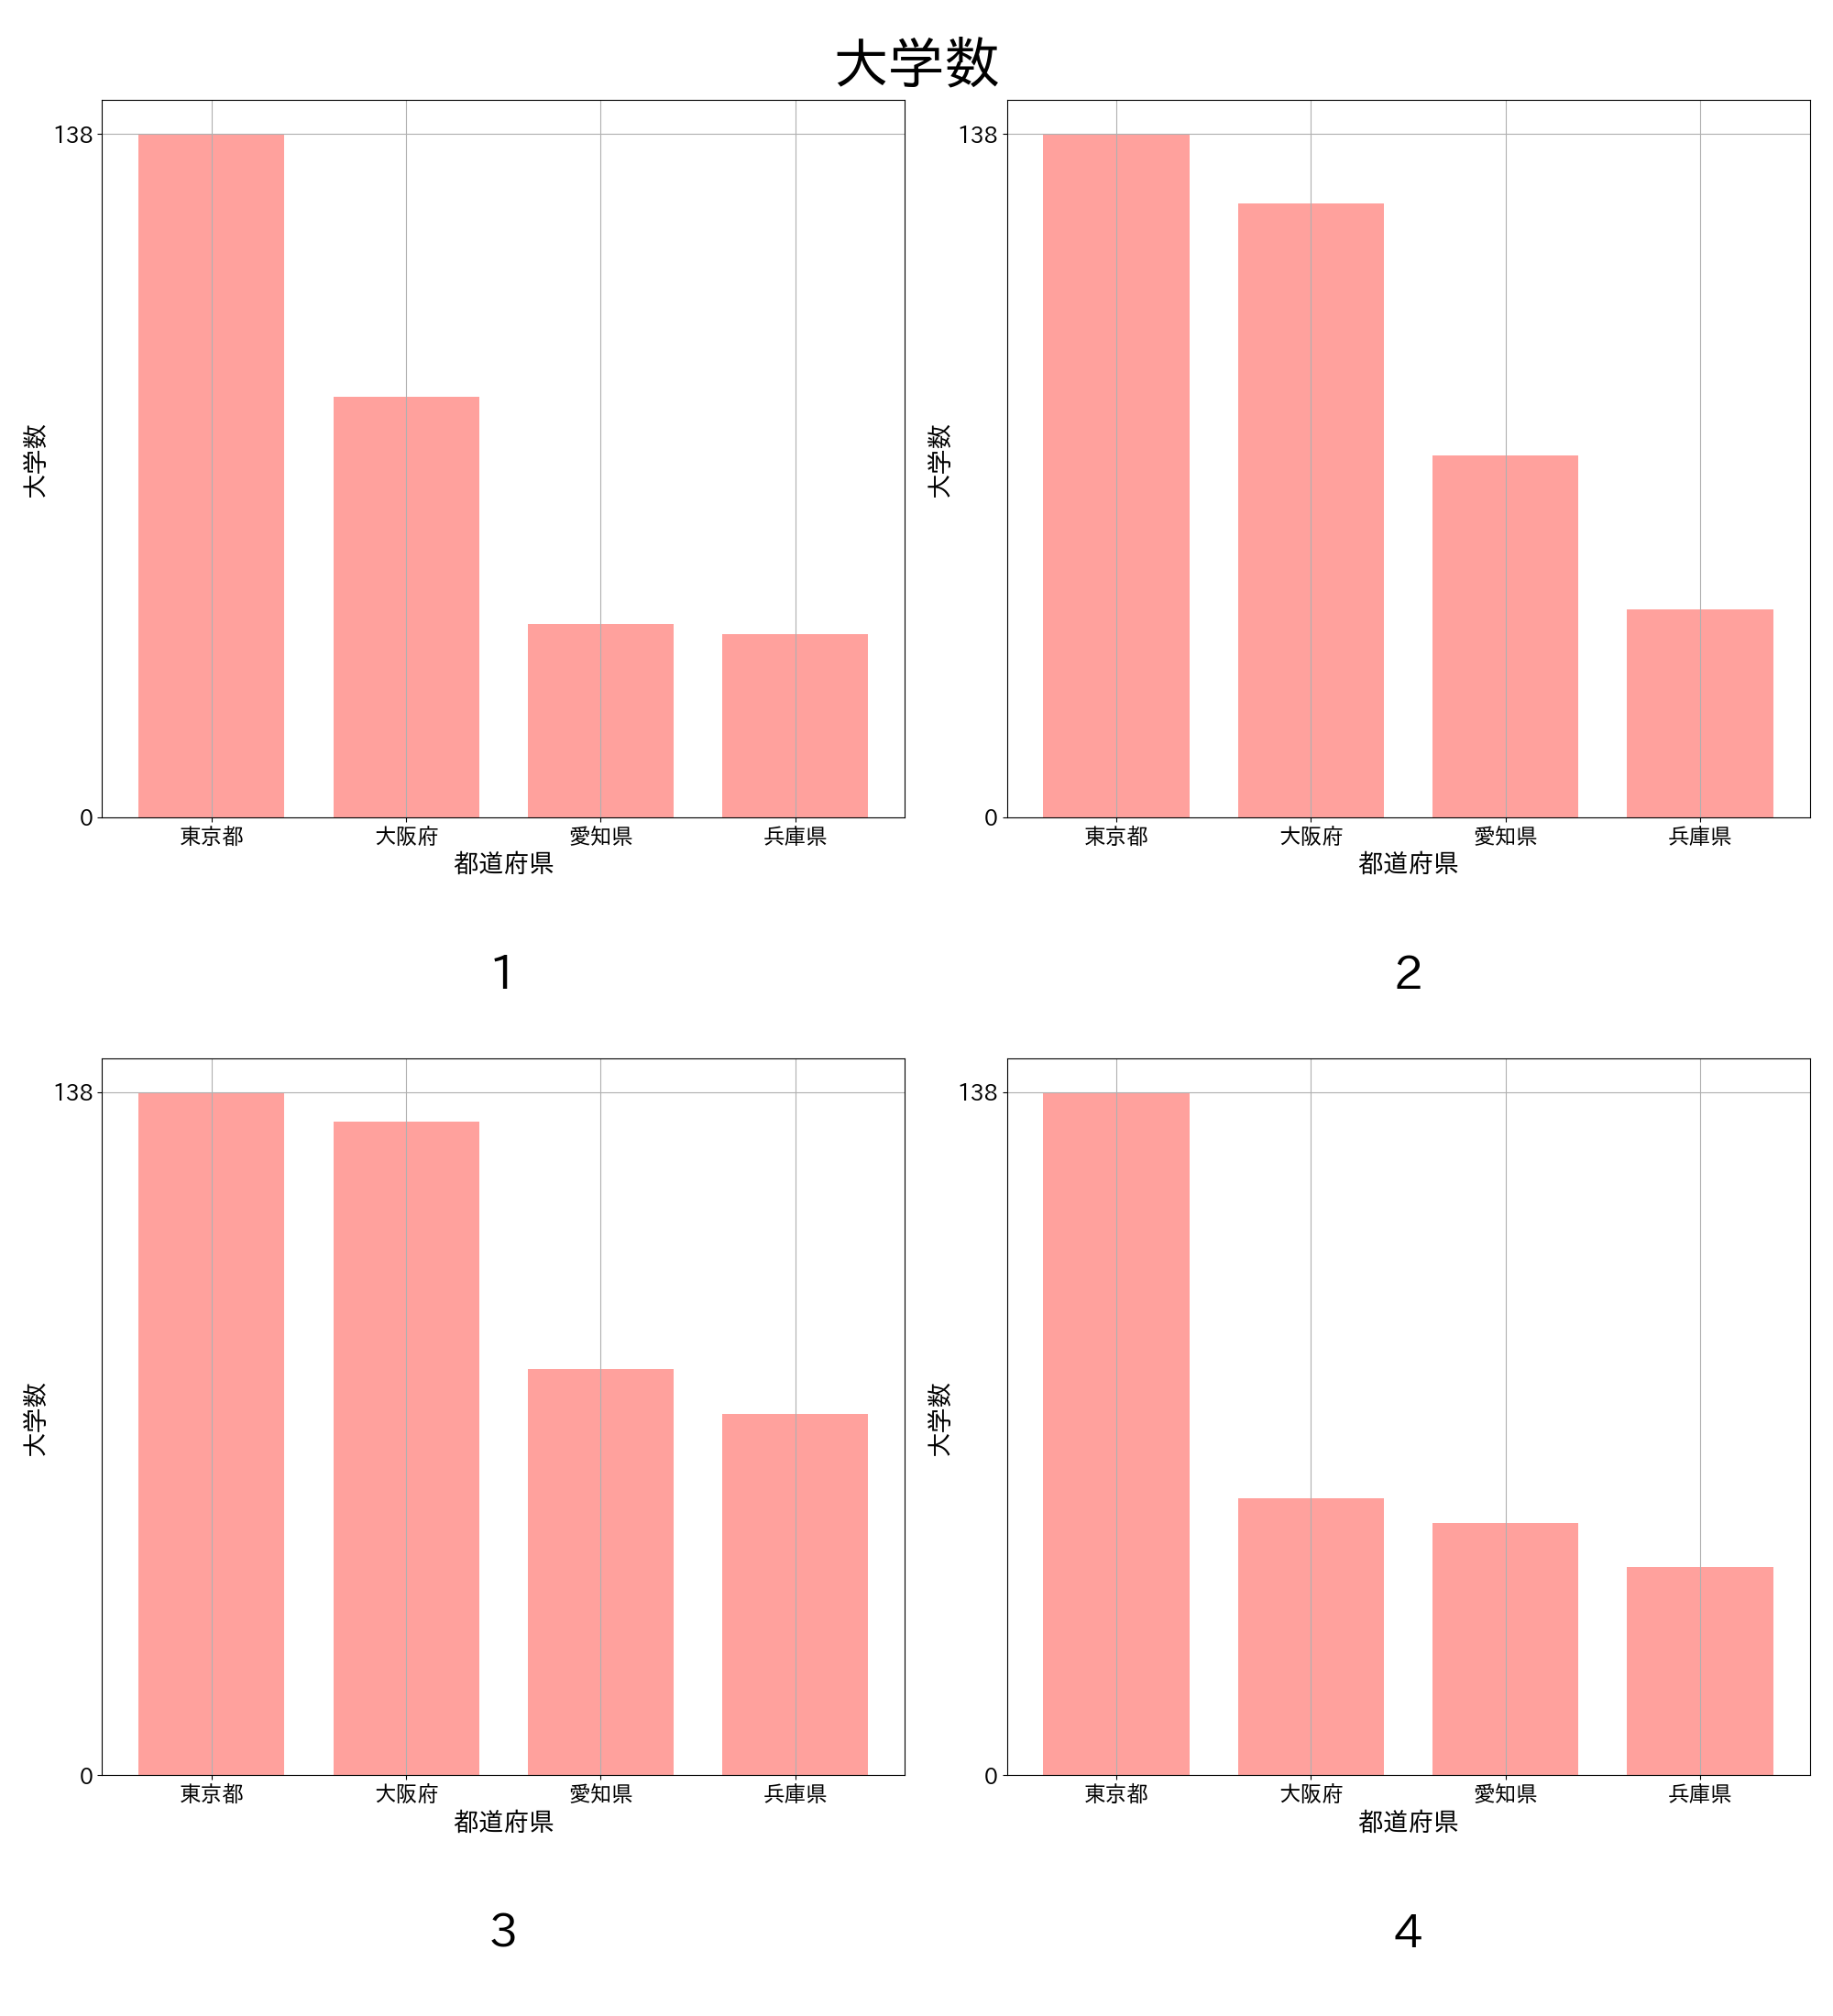 大学数
138
138
大学数
大学数
0
0
東京都 大阪府 愛知県 兵庫県
東京都 大阪府 愛知県 兵庫県
都道府県
都道府県
1
2
138
138
大学数
大学数
0
0
東京都 大阪府 愛知県 兵庫県
東京都 大阪府 愛知県 兵庫県
都道府県
都道府県
3
4